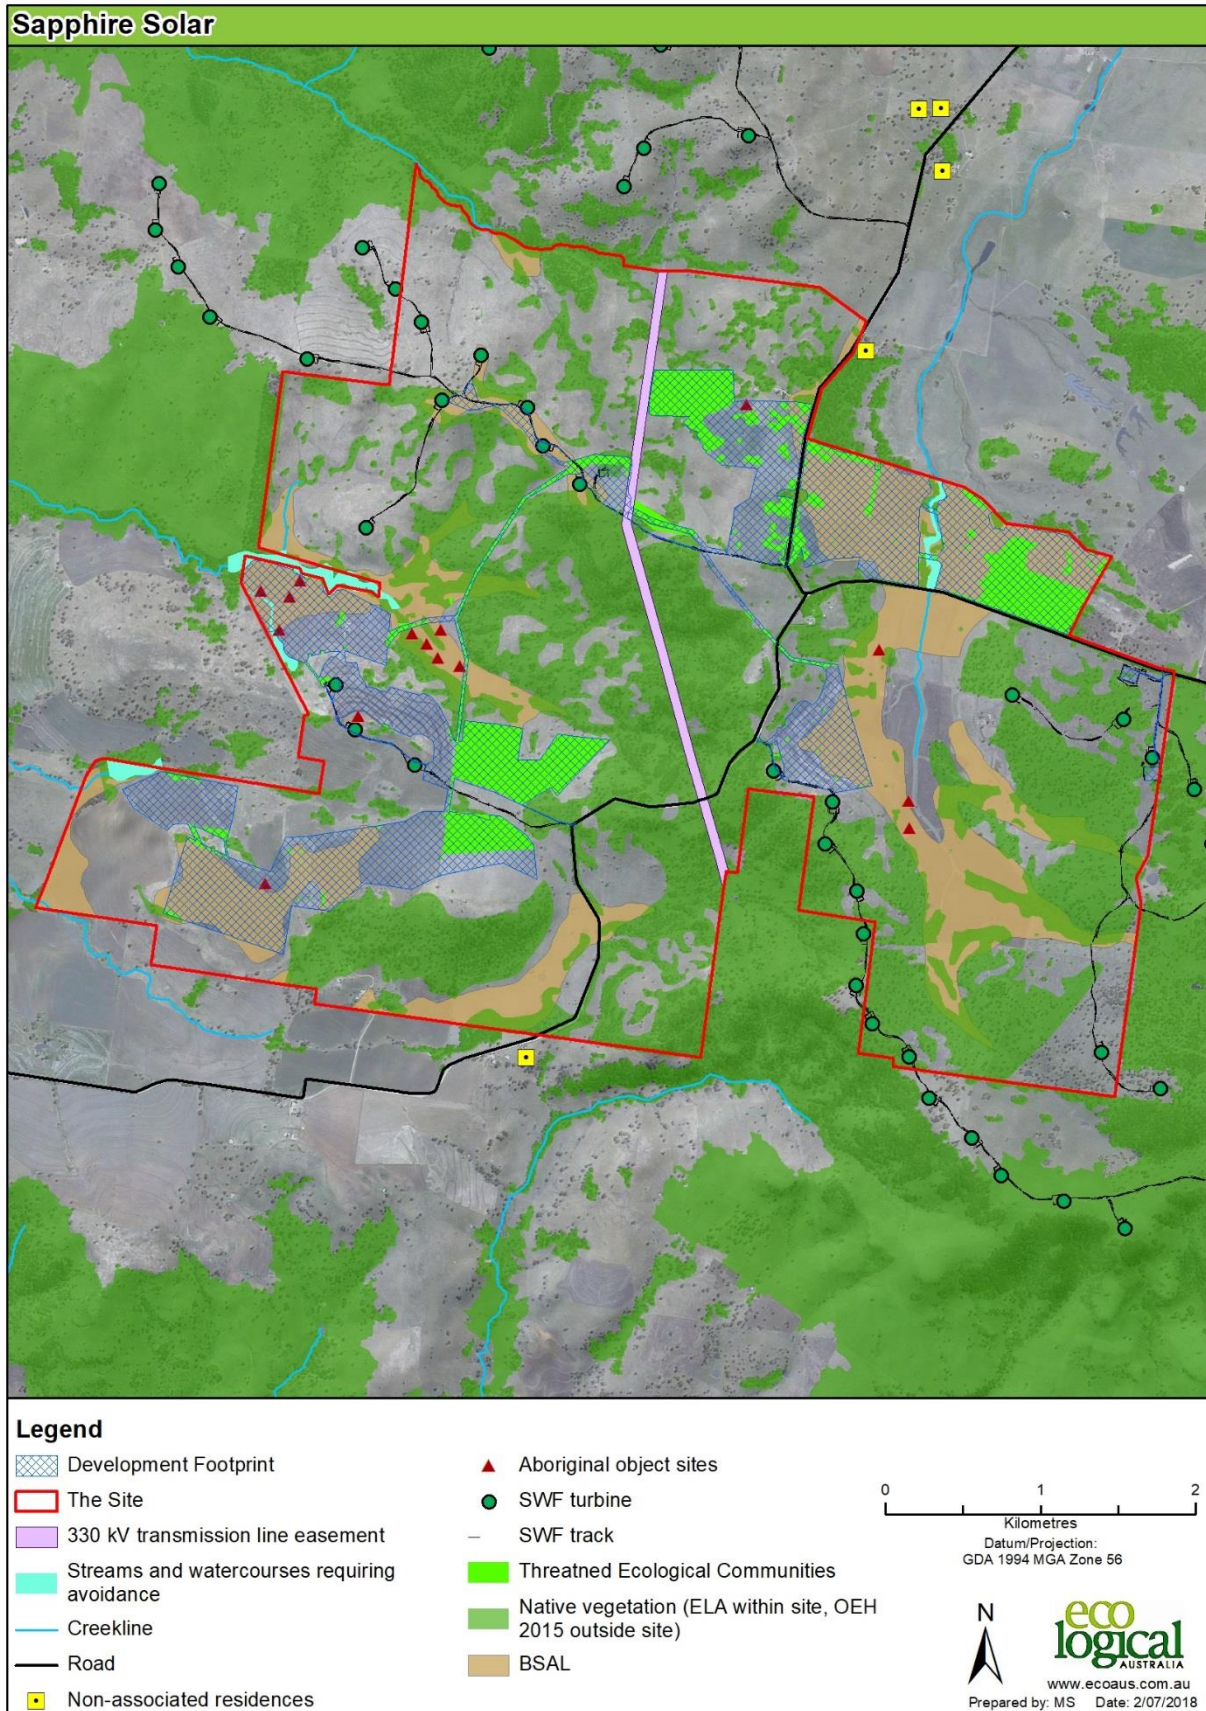 Sapphire Solar
Legend
Development Footprint
The Site
330 kV transmission line easement
Streams and watercourses requiring
avoidance
Creekline
Road
Non-associated residences
Aboriginal object sites
SWF turbine
SWF track
Threatned Ecological Communities
Native vegetation (ELA within site, OEH
2015 outside site)
BSAL
0 1 2
Kilometres
Datum/Projection:
GDA 1994 MGA Zone 56
N
eco
logical
AUSTRALIA
www.ecoaus.com.au
Prepared by: MS Date: 2/07/2018